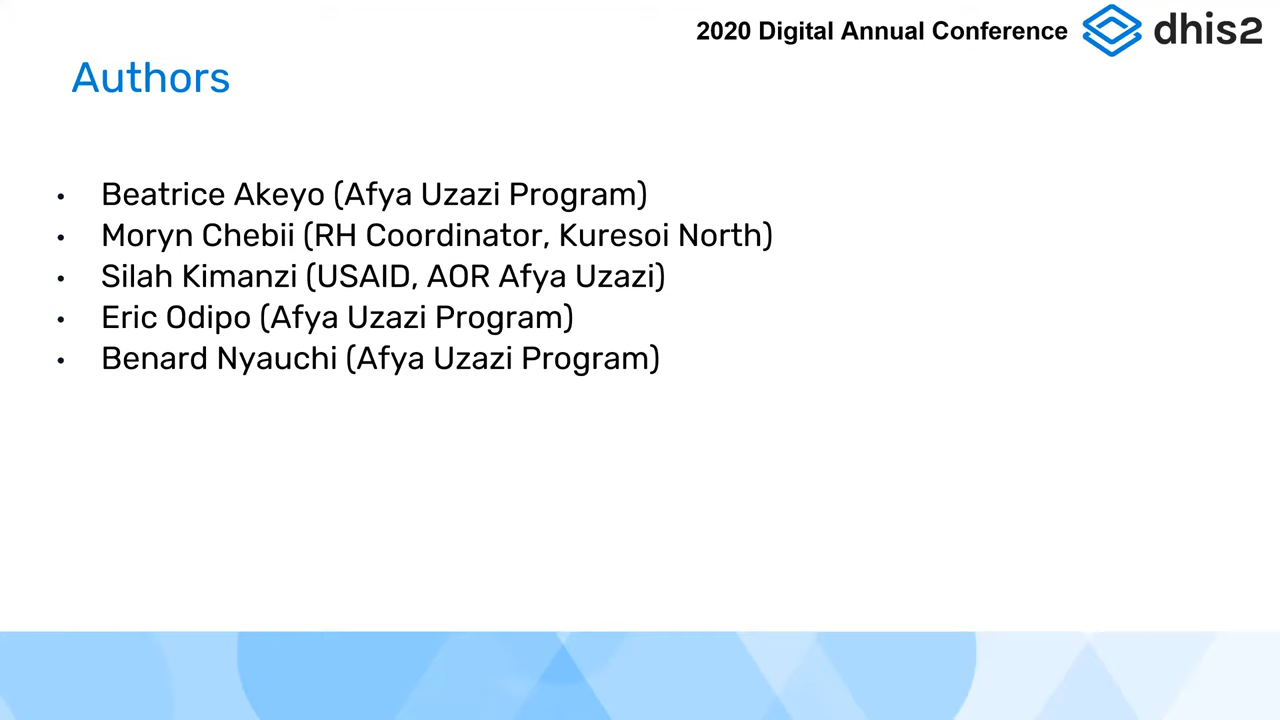 2020 Digital Annual Conference dhis2
Authors
• Beatrice Akeyo (Afya Uzazi Program)
• Moryn Chebii (RH Coordinator, Kuresoi North)
• Silah Kimanzi (USAID, AOR Afya Uzazi)
• Eric Odipo (Afya Uzazi Program)
• Benard Nyauchi (Afya Uzazi Program)